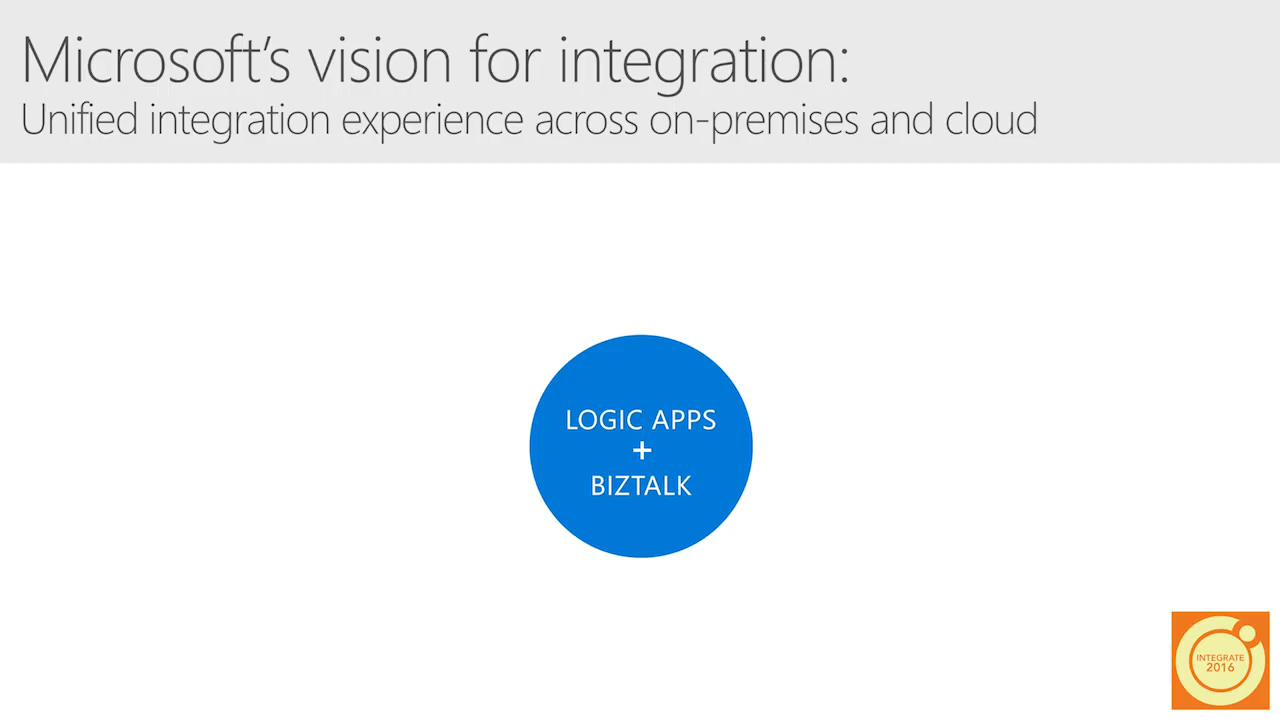 Microsoft's vision for integration:
Unified integration experience across on-premises and cloud
LOGIC APPS
+
BIZTALK
INTEGRATE
2016